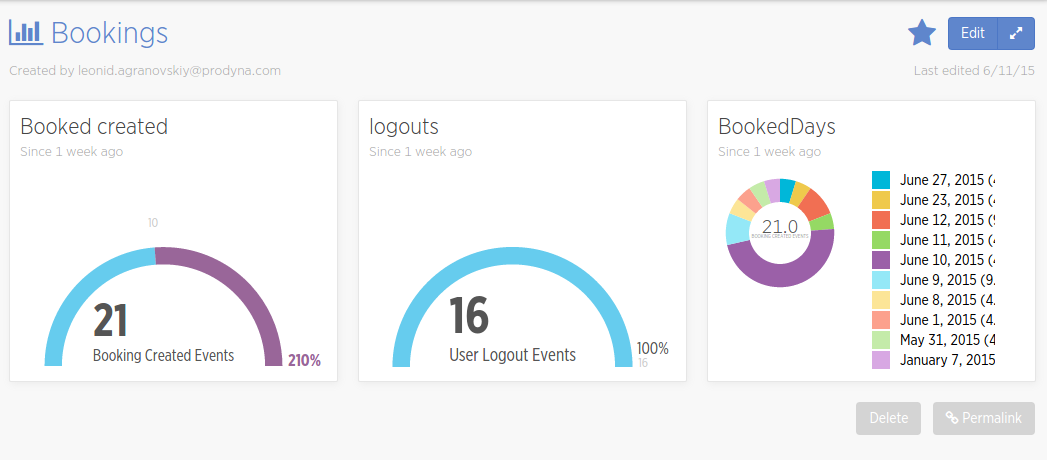 Bookings
Edit
Created by leonid.agranovskiy@prodyna.com
Last edited 6/11/15
Booked created
Since 1 week ago
10
21
Booking Created Events
210%
logouts
Since 1 week ago
16
User Logout Events
100%
16
BookedDays
Since 1 week ago
21.0
BOOKING CREATED EVENTS
June 27, 2015 (4
June 23, 2015 (4
June 12, 2015 (9
June 11, 2015 (4
June 10, 2015 (4
June 9, 2015 (9.
June 8, 2015 (4.
June 1, 2015 (4.
May 31, 2015 (4
January 7, 2015
Delete
Permalink